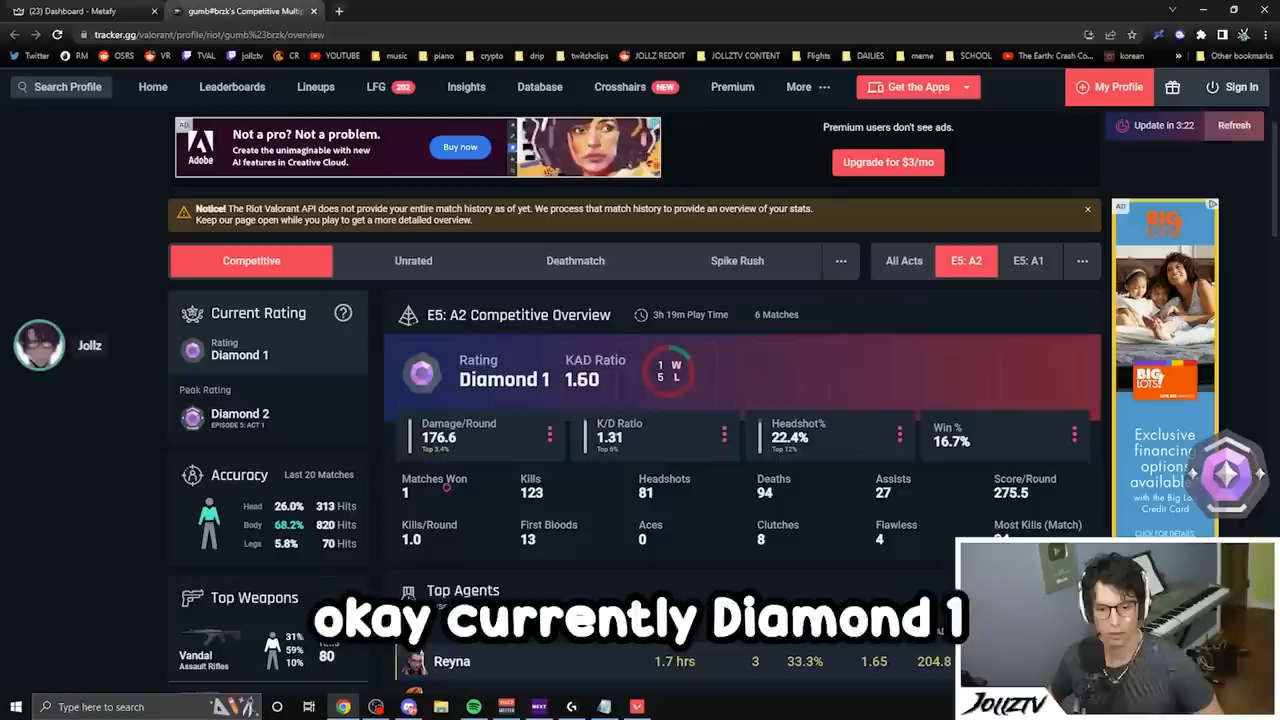 (23) Dashboard - Metafy
gumb#brzk's Competitive Multip
tracker.gg/valorant/profile/riot/gumb%23brzk/overview
Twitter
RM
OSRS
VR
TVAL
jollztv
CR
YOUTUBE
music
piano
crypto
drip
twitchclips
JOLLZ REDDIT
JOLLZTV CONTENT
Flights
DAILIES
meme
SCHOOL
The Earth: Crash Co...
korean
Other bookmarks
Search Profile
Home
Leaderboards
Lineups
LFG 202
Insights
Database
Crosshairs NEW
Premium
More
Get the Apps
My Profile
Sign In
AD
Adobe
Not a pro? Not a problem.
Create the unimaginable with new
AI features in Creative Cloud.
Buy now
Premium users don't see ads.
Upgrade for $3/mo
Update in 3:22
Refresh
Notice! The Riot Valorant API does not provide your entire match history as of yet. We process that match history to provide an overview of your stats.
Keep our page open while you play to get a more detailed overview.
Competitive
Unrated
Deathmatch
Spike Rush
All Acts
E5: A2
E5: A1
Current Rating
Rating
Diamond 1
Peak Rating
Diamond 2
EPISODE 5: ACT 1
E5: A2 Competitive Overview
3h 19m Play Time
6 Matches
Rating
Diamond 1
KAD Ratio
1.60
1 W
5 L
Damage/Round
176.6
Top 3.4%
K/D Ratio
1.31
Top 6%
Headshot%
22.4%
Top 12%
Win %
16.7%
Matches Won
1
Kills
123
Headshots
81
Deaths
94
Assists
27
Score/Round
275.5
Kills/Round
1.0
First Bloods
13
Aces
0
Clutches
8
Flawless
4
Most Kills (Match)
Accuracy
Last 20 Matches
Head 26.0% 313 Hits
Body 68.2% 820 Hits
Legs 5.8% 70 Hits
Top Weapons
Vandal
Assault Rifles
31%
59%
10%
80
Top Agents
Reyna
1.7 hrs
3
33.3%
1.65
204.8
Jollz
AD
BIG LOTS!
BIG LOTS!
Exclusive
financing
options
available
with the Big Lo
Credit Card
CLICK FOR DETAILS.
okay currently Diamond 1
JOLLZTV
Type here to search